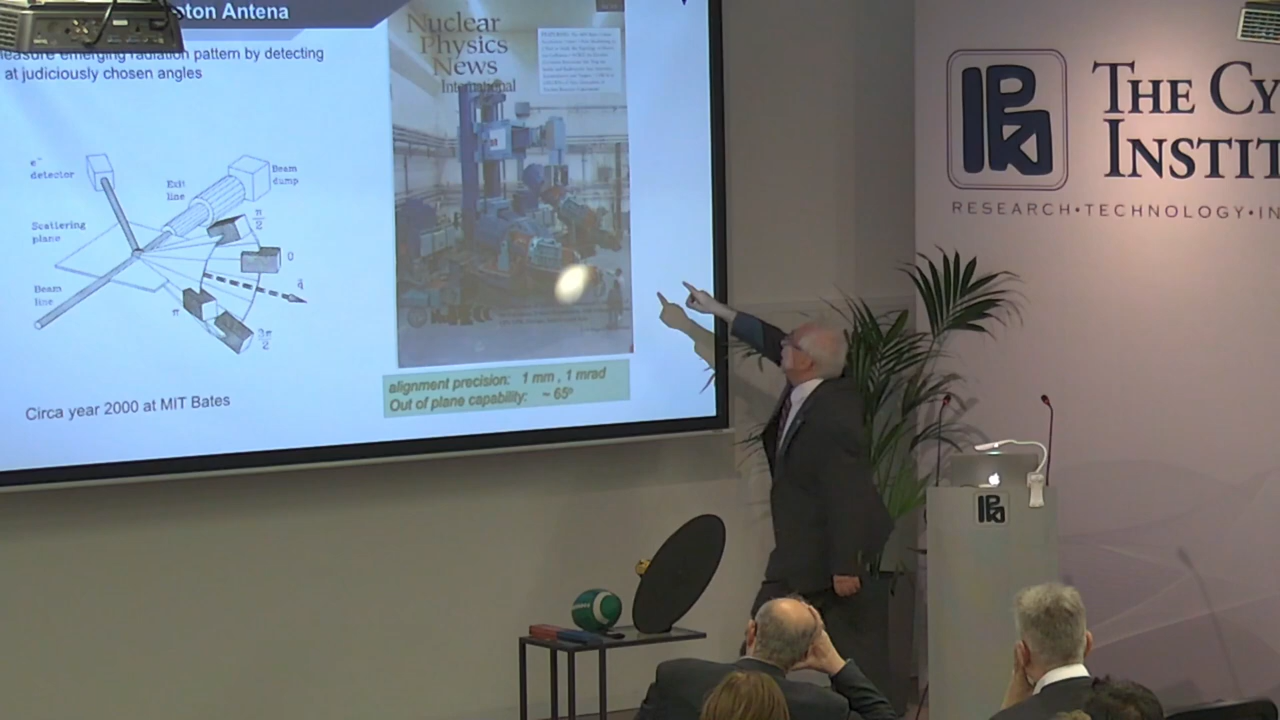 oton Antena
easure emerging radiation pattern by detecting
at judiciously chosen angles
e⁻
detector
Exit
line
Beam
dump
π/2
Scattering
plane
0
q
Beam
line
π
3π/2
Circa year 2000 at MIT Bates
Nuclear
Physics
News
International
alignment precision: 1 mm , 1 mrad
Out of plane capability: ~ 65º
THE CY
INSTIT
RESEARCH•TECHNOLOGY•IN